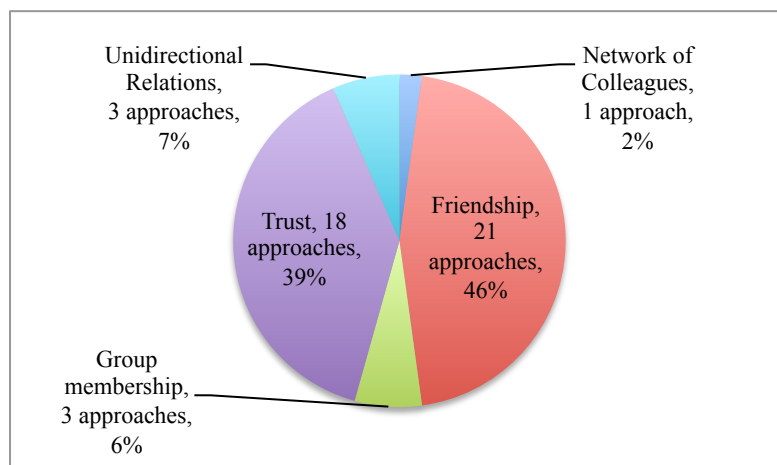 Unidirectional
Relations,
3 approaches,
7%
Network of
Colleagues,
1 approach,
2%
Trust, 18
approaches,
39%
Friendship,
21
approaches,
46%
Group
membership,
3 approaches,
6%